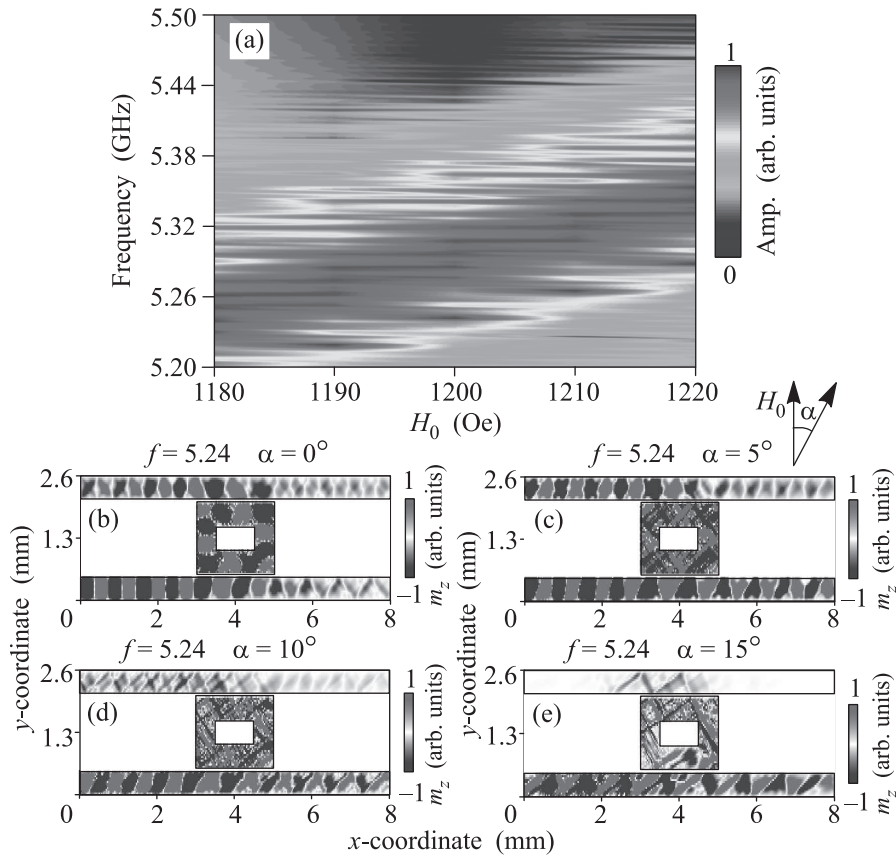 (a)
5.50
5.44
5.38
5.32
5.26
5.20
Frequency (GHz)
1180 1190 1200 1210 1220
H0 (Oe)
1
0
Amp. (arb. units)
H0 α
f = 5.24 α = 0°
(b)
2.6
1.3
0 2 4 6 8
1
–1
mz (arb. units)
f = 5.24 α = 5°
(c)
2.6
1.3
0 2 4 6 8
1
–1
mz (arb. units)
y-coordinate (mm)
f = 5.24 α = 10°
(d)
2.6
1.3
0 2 4 6 8
1
–1
mz (arb. units)
y-coordinate (mm)
f = 5.24 α = 15°
(e)
2.6
1.3
0 2 4 6 8
1
–1
mz (arb. units)
x-coordinate (mm)